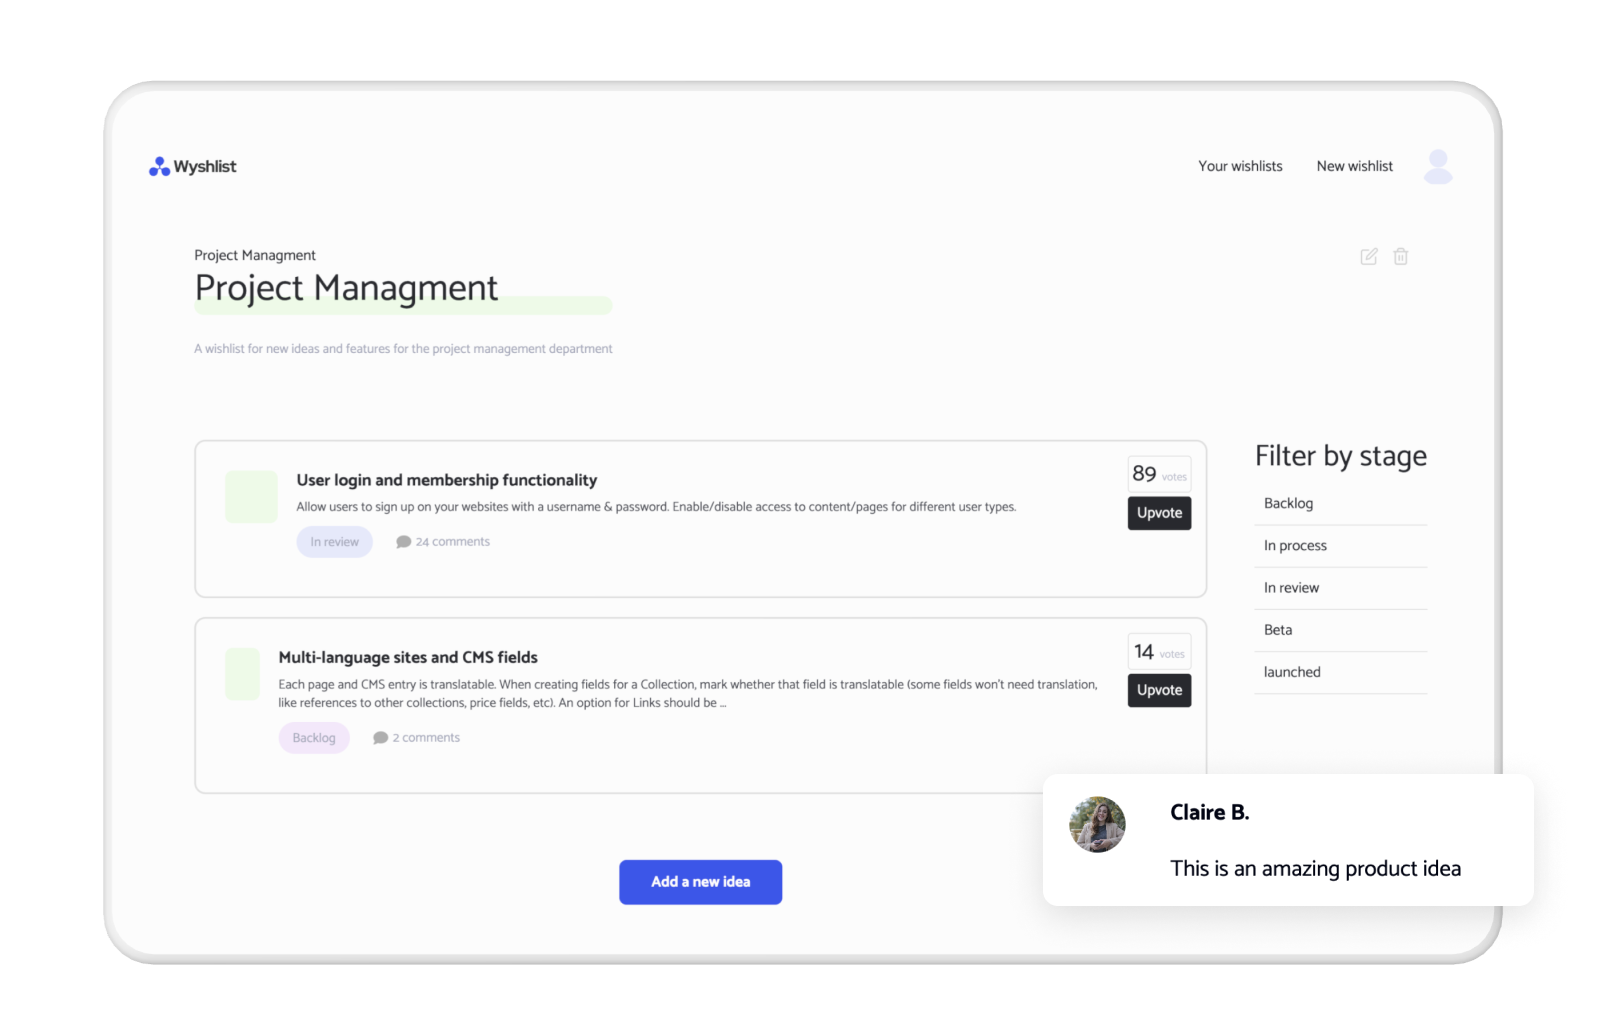 Wyshlist
Your wishlists
New wishlist
Project Managment
Project Managment
A wishlist for new ideas and features for the project management department
User login and membership functionality
Allow users to sign up on your websites with a username & password. Enable/disable access to content/pages for different user types.
In review
24 comments
89 votes
Upvote
Multi-language sites and CMS fields
Each page and CMS entry is translatable. When creating fields for a Collection, mark whether that field is translatable (some fields won't need translation,
like references to other collections, price fields, etc). An option for Links should be ...
Backlog
2 comments
14 votes
Upvote
Filter by stage
Backlog
In process
In review
Beta
launched
Add a new idea
Claire B.
This is an amazing product idea